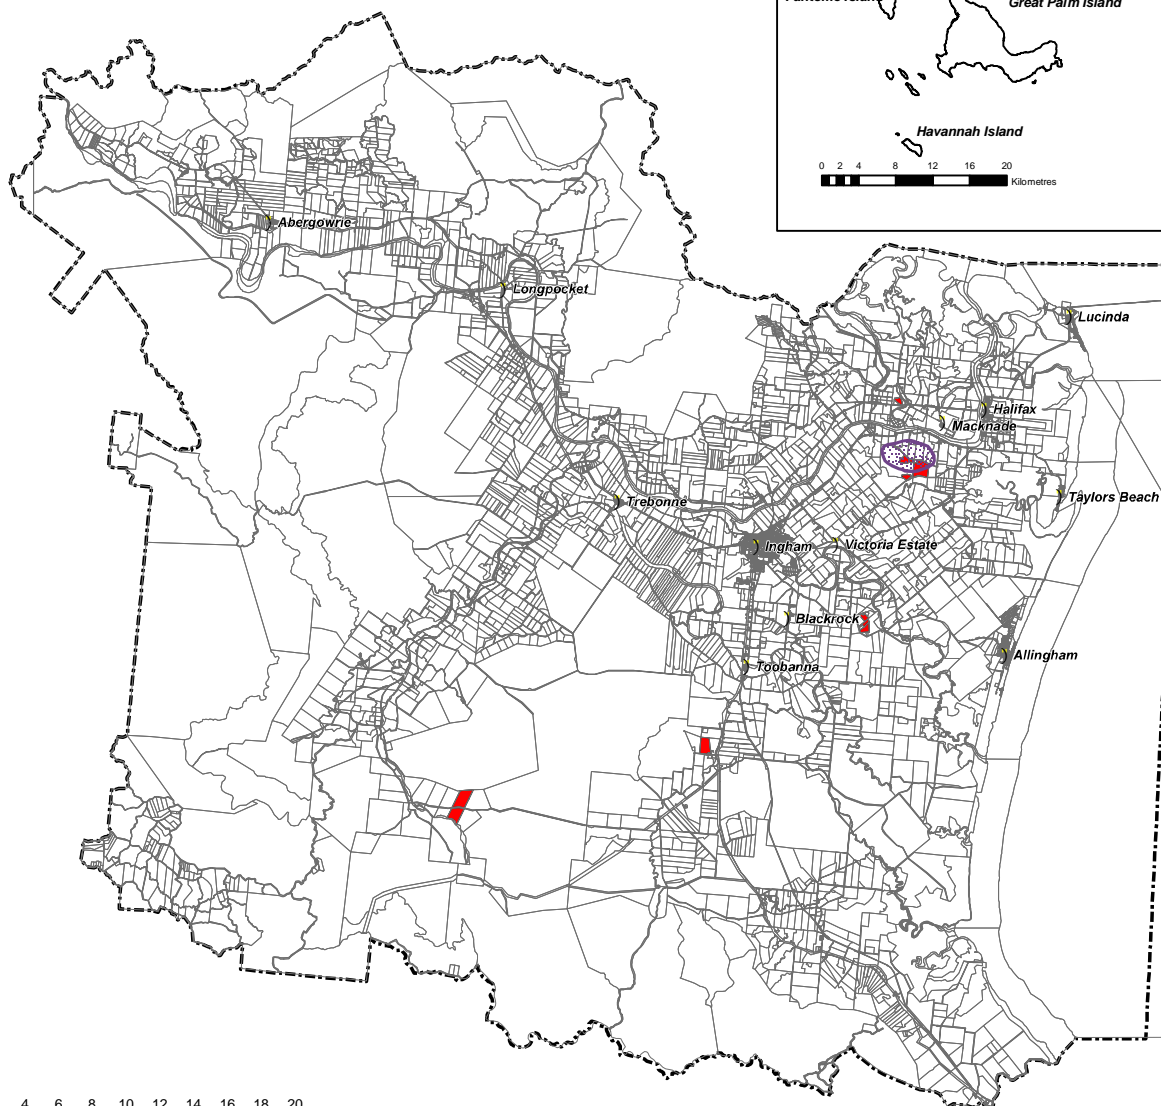 Great Palm Island
Havannah Island
0 2 4 8 12 16 20
Kilometres
Abergowrie
Longpocket
Lucinda
Halifax
Macknade
Taylors Beach
Trebonne
Ingham
Victoria Estate
Blackrock
Allingham
Toobanna
4 6 8 10 12 14 16 18 20